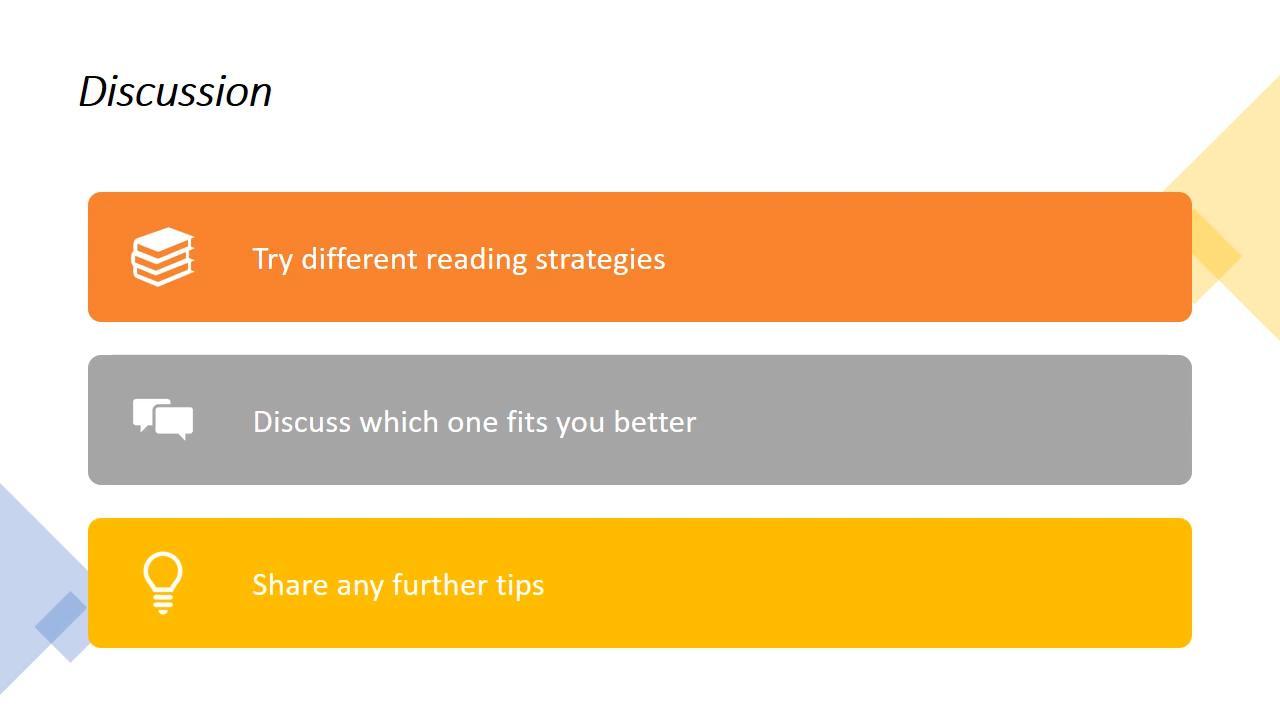 Discussion
Try different reading strategies
Discuss which one fits you better
Share any further tips